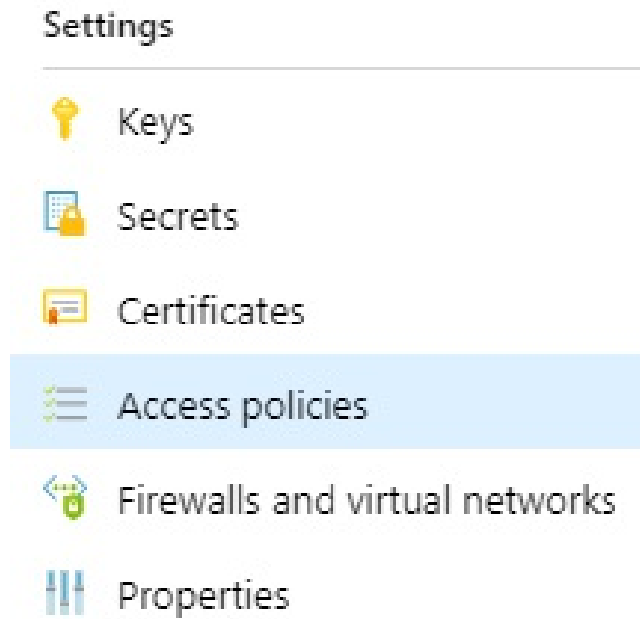 Settings
Keys
Secrets
Certificates
Access policies
Firewalls and virtual networks
Properties